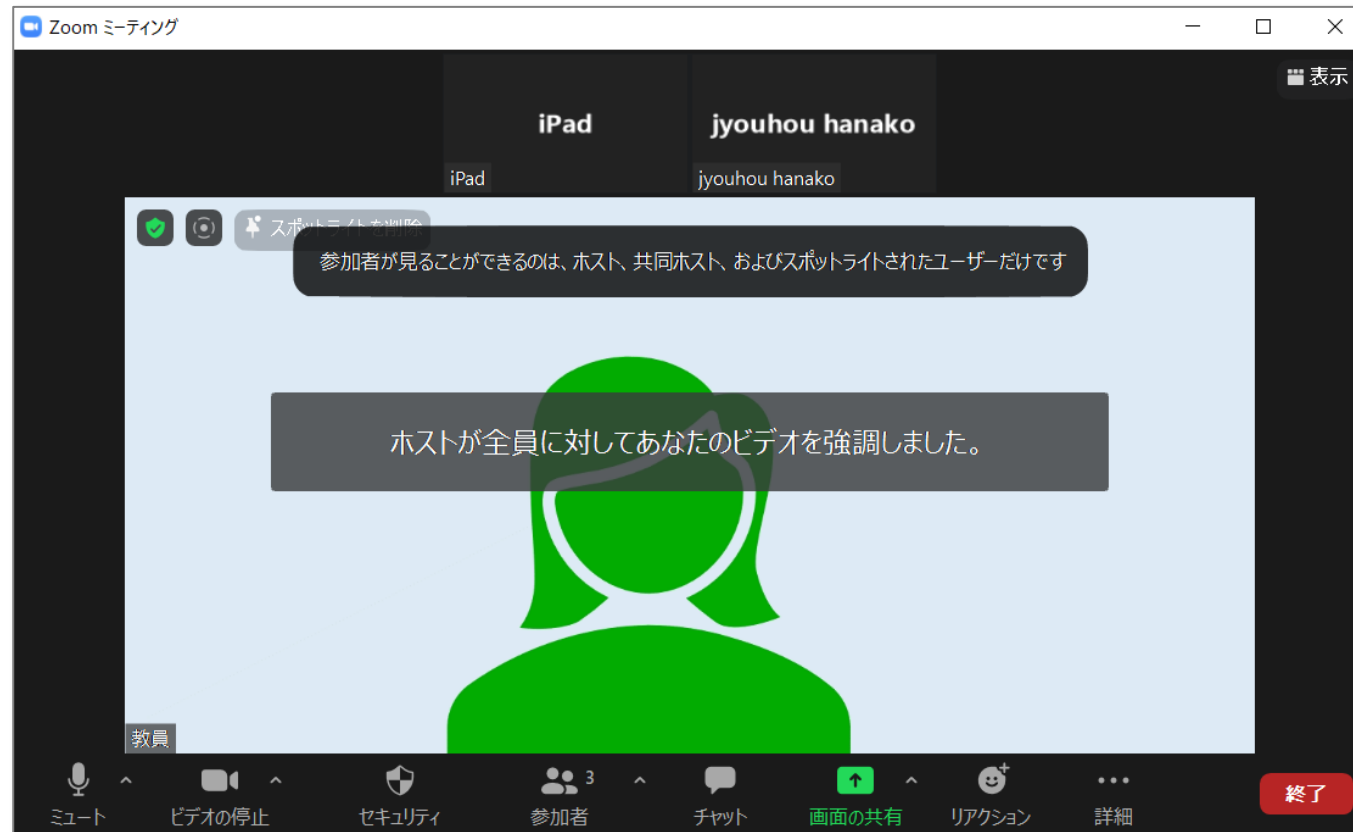 Zoom ミーティング
表示
iPad
jyouhou hanako
iPad
jyouhou hanako
スポットライトを削除
参加者が見ることができるのは、ホスト、共同ホスト、およびスポットライトされたユーザーだけです
ホストが全員に対してあなたのビデオを強調しました。
教員
3
ミュート
ビデオの停止
セキュリティ
参加者
チャット
画面の共有
リアクション
詳細
終了